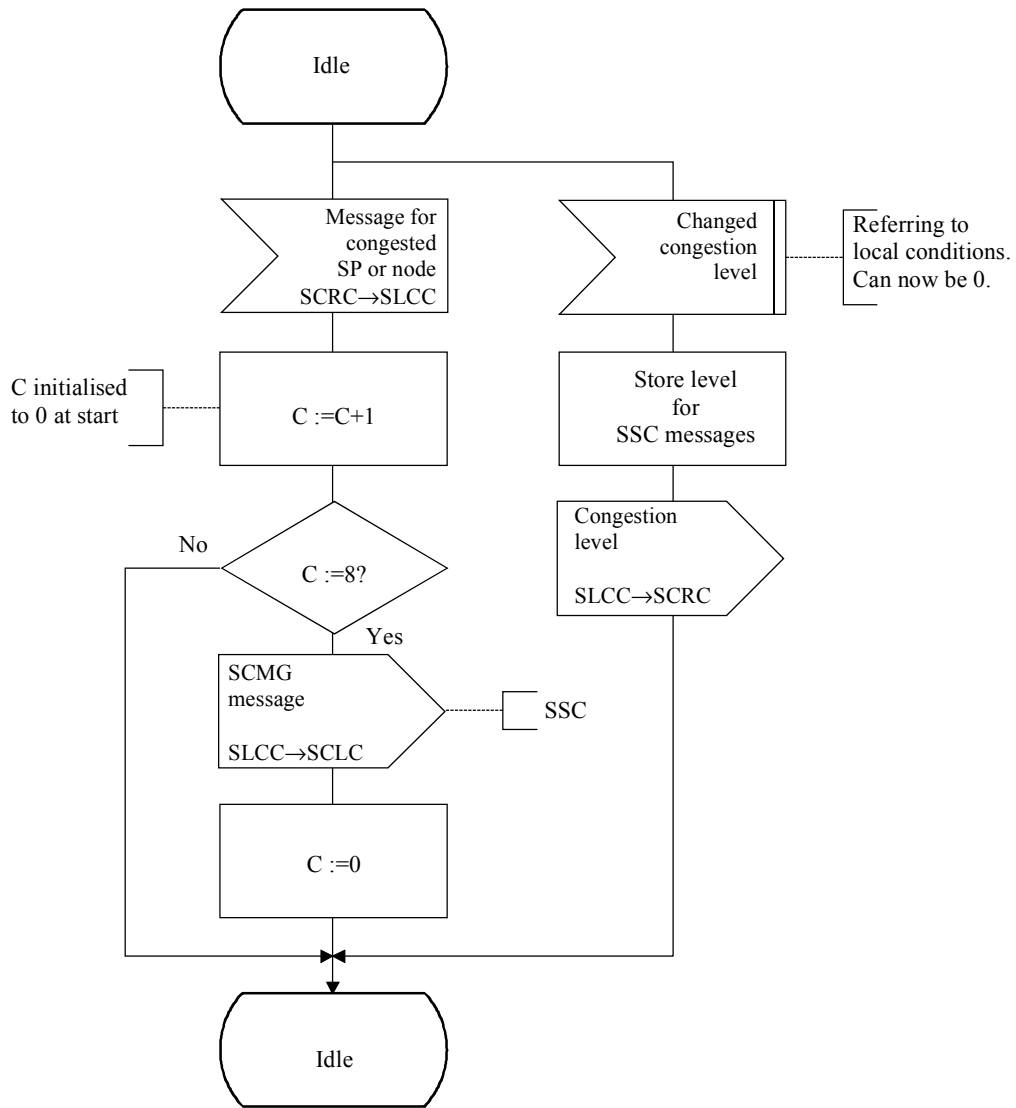 Idle
Message for
congested
SP or node
SCRC→SLCC
Changed
congestion
level
Referring to
local conditions.
Can now be 0.
C initialised
to 0 at start
C :=C+1
Store level
for
SSC messages
No
C :=8?
Yes
Congestion
level
SLCC→SCRC
SCMG
message
SLCC→SCLC
SSC
C :=0
Idle